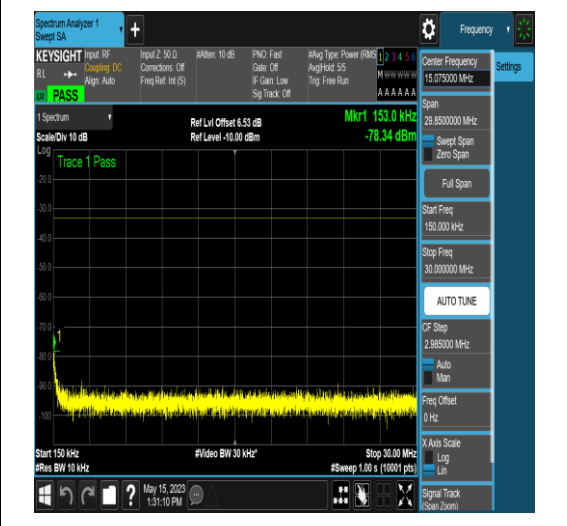 Spectrum Analyzer 1
Swept SA
+
Frequency
KEYSIGHT
RL
PASS
Input: RF
Coupling: DC
Align: Auto
Input Z: 50 Ω
Corrections: Off
Freq Ref: Int (S)
#Atten: 10 dB
PNO: Fast
Gate: Off
IF Gain: Low
Sig Track: Off
#Avg Type: Power (RMS
Avg|Hold: 5/5
Trig: Free Run
1 2 3 4 5 6
M W W W W W
A A A A A A
1 Spectrum
Scale/Div 10 dB
Ref Lvl Offset 6.53 dB
Ref Level -10.00 dBm
Mkr1 153.0 kHz
-78.34 dBm
Log
Trace 1 Pass
-20.0
-30.0
-40.0
-50.0
-60.0
-70.0
1
-80.0
-90.0
-100
Start 150 kHz
#Res BW 10 kHz
#Video BW 30 kHz*
Stop 30.00 MHz
#Sweep 1.00 s (10001 pts)
?
May 15, 2023
1:31:10 PM
Center Frequency
15.075000 MHz
Span
29.8500000 MHz
Swept Span
Zero Span
Full Span
Start Freq
150.000 kHz
Stop Freq
30.000000 MHz
AUTO TUNE
CF Step
2.985000 MHz
Auto
Man
Freq Offset
0 Hz
X Axis Scale
Log
Lin
Signal Track
(Span Zoom)
Settings